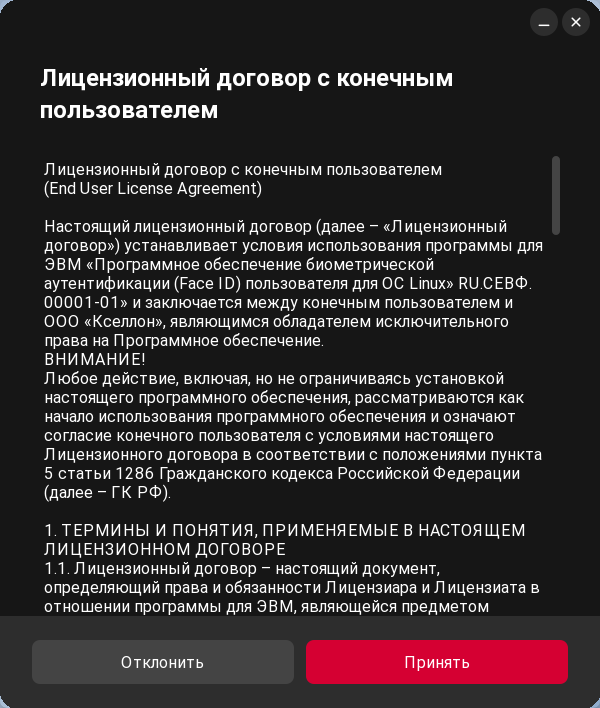 Лицензионный договор с конечным
пользователем
Лицензионный договор с конечным пользователем
(End User License Agreement)
Настоящий лицензионный договор (далее – «Лицензионный
договор») устанавливает условия использования программы для
ЭВМ «Программное обеспечение биометрической
аутентификации (Face ID) пользователя для ОС Linux» RU.СЕВФ.
00001-01» и заключается между конечным пользователем и
ООО «Кселлон», являющимся обладателем исключительного
права на Программное обеспечение.
ВНИМАНИЕ!
Любое действие, включая, но не ограничиваясь установкой
настоящего программного обеспечения, рассматриваются как
начало использования программного обеспечения и означают
согласие конечного пользователя с условиями настоящего
Лицензионного договора в соответствии с положениями пункта
5 статьи 1286 Гражданского кодекса Российской Федерации
(далее – ГК РФ).
1. ТЕРМИНЫ И ПОНЯТИЯ, ПРИМЕНЯЕМЫЕ В НАСТОЯЩЕМ
ЛИЦЕНЗИОННОМ ДОГОВОРЕ
1.1. Лицензионный договор – настоящий документ,
определяющий права и обязанности Лицензиара и Лицензиата в
отношении программы для ЭВМ, являющейся предметом
Отклонить
Принять